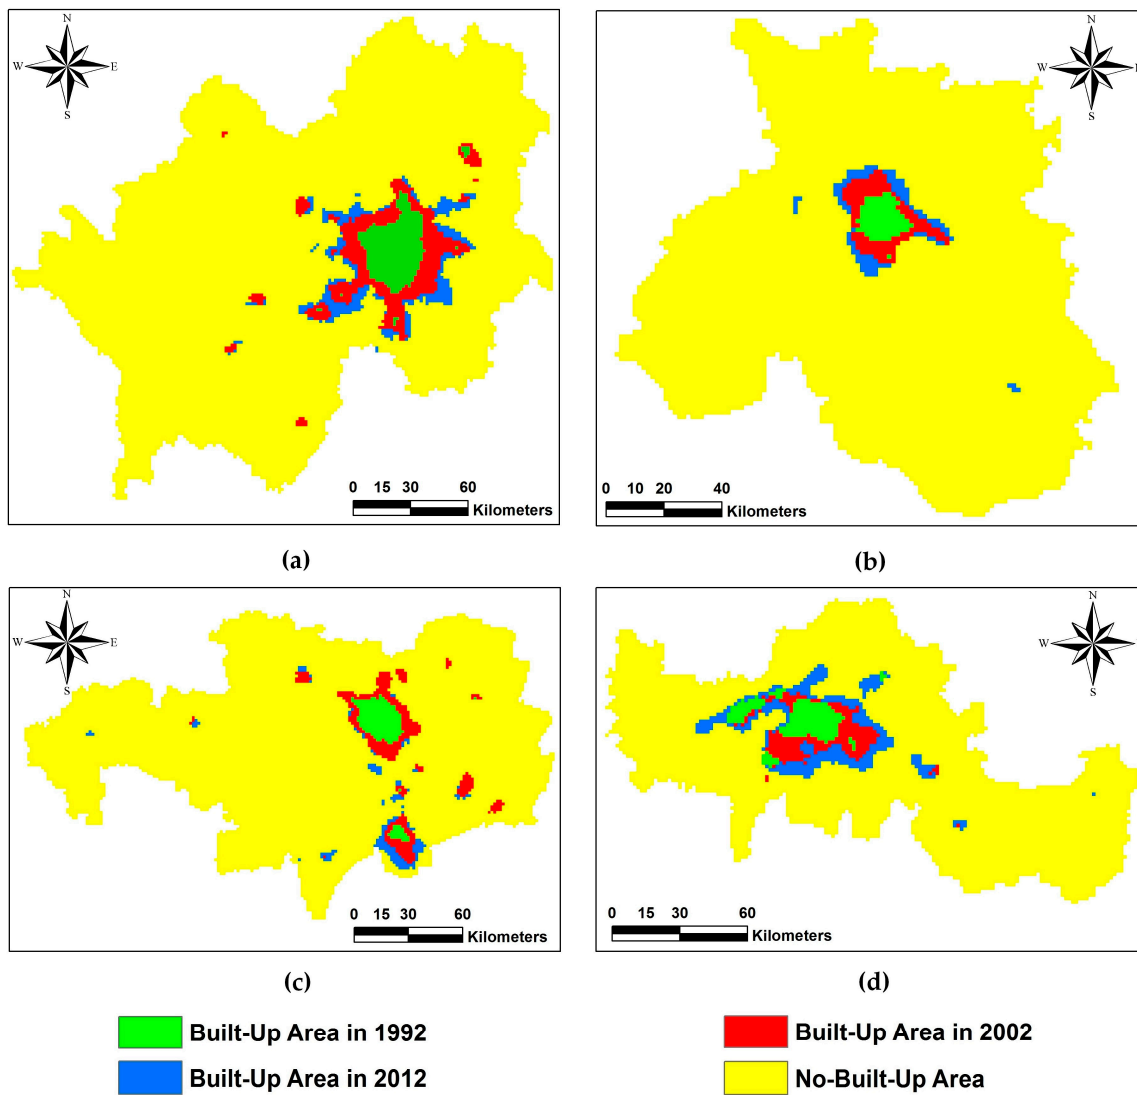 N
W E
S
0 15 30 60
Kilometers
(a)
N
W E
S
0 10 20 40
Kilometers
(b)
N
W E
S
0 15 30 60
Kilometers
(c)
N
W
S
0 15 30 60
Kilometers
(d)
Built-Up Area in 1992
Built-Up Area in 2002
Built-Up Area in 2012
No-Built-Up Area